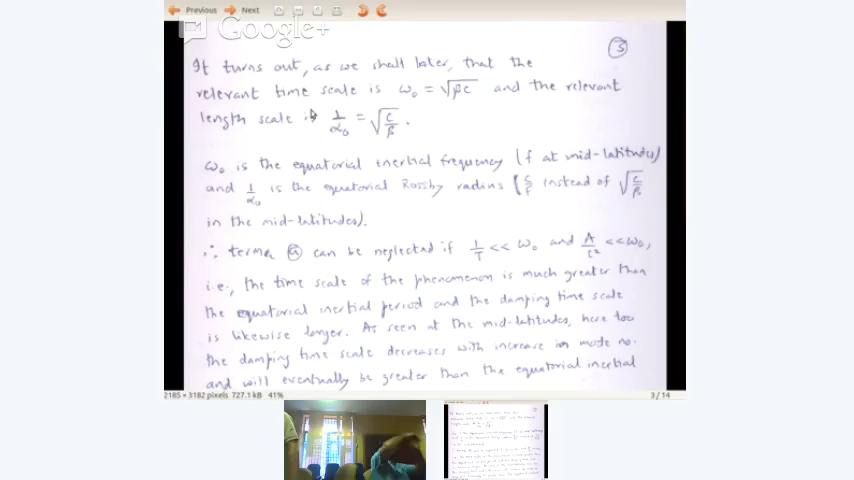 Previous Next
Google+
③
It turns out, as we shall later, that the
relevant time scale is ω₀ = √βc and the relevant
length scale is 1/α₀ = √(c/β).
ω₀ is the equatorial inertial frequency (f at mid-latitudes)
and 1/α₀ is the equatorial Rossby radius (c/f instead of √(c/β)
in the mid-latitudes).
∴ terms ⓐ can be neglected if 1/T << ω₀ and A/c² << ω₀,
i.e., the time scale of the phenomenon is much greater than
the equatorial inertial period and the damping time scale
is likewise longer. As seen at the mid-latitudes, here too
the damping time scale decreases with increase in mode no.
and will eventually be greater than the equatorial inertial
2185 × 3182 pixels 727.1 kB 41% 3 / 14